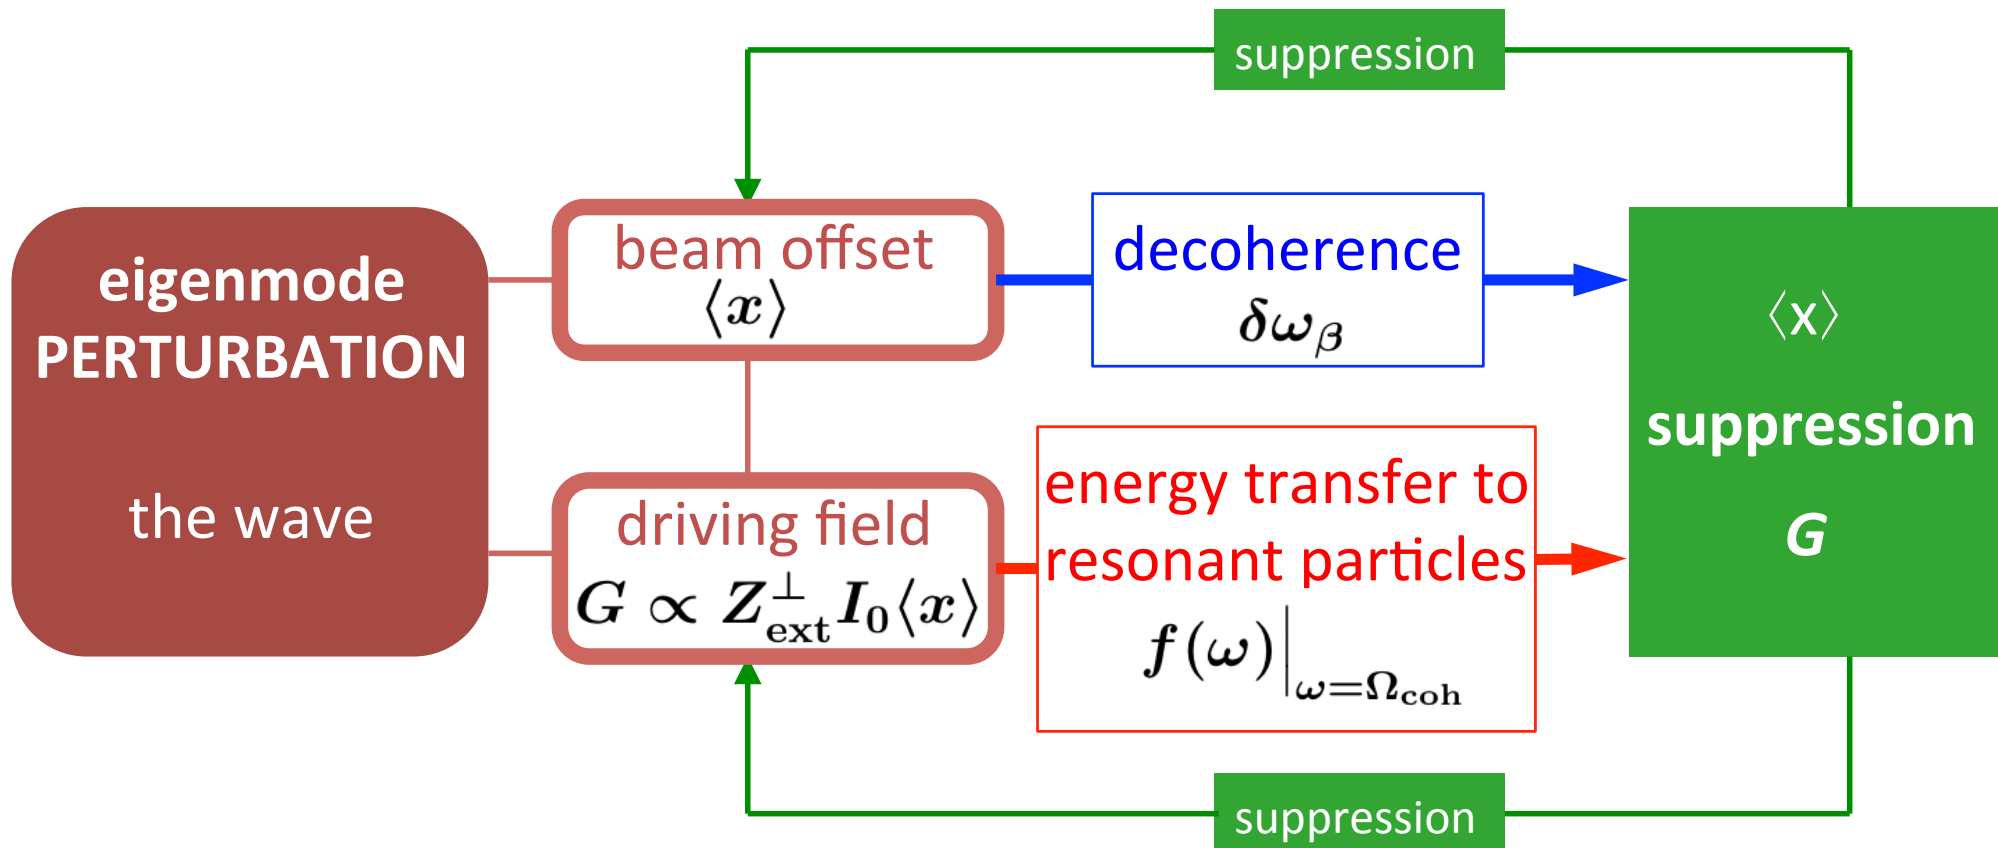 suppression
eigenmode
PERTURBATION
the wave
beam offset
⟨x⟩
decoherence
δω_β
driving field
G ∝ Z_ext^⊥ I_0⟨x⟩
energy transfer to
resonant particles
f(ω)|_ω=Ω_coh
⟨x⟩
suppression
G
suppression